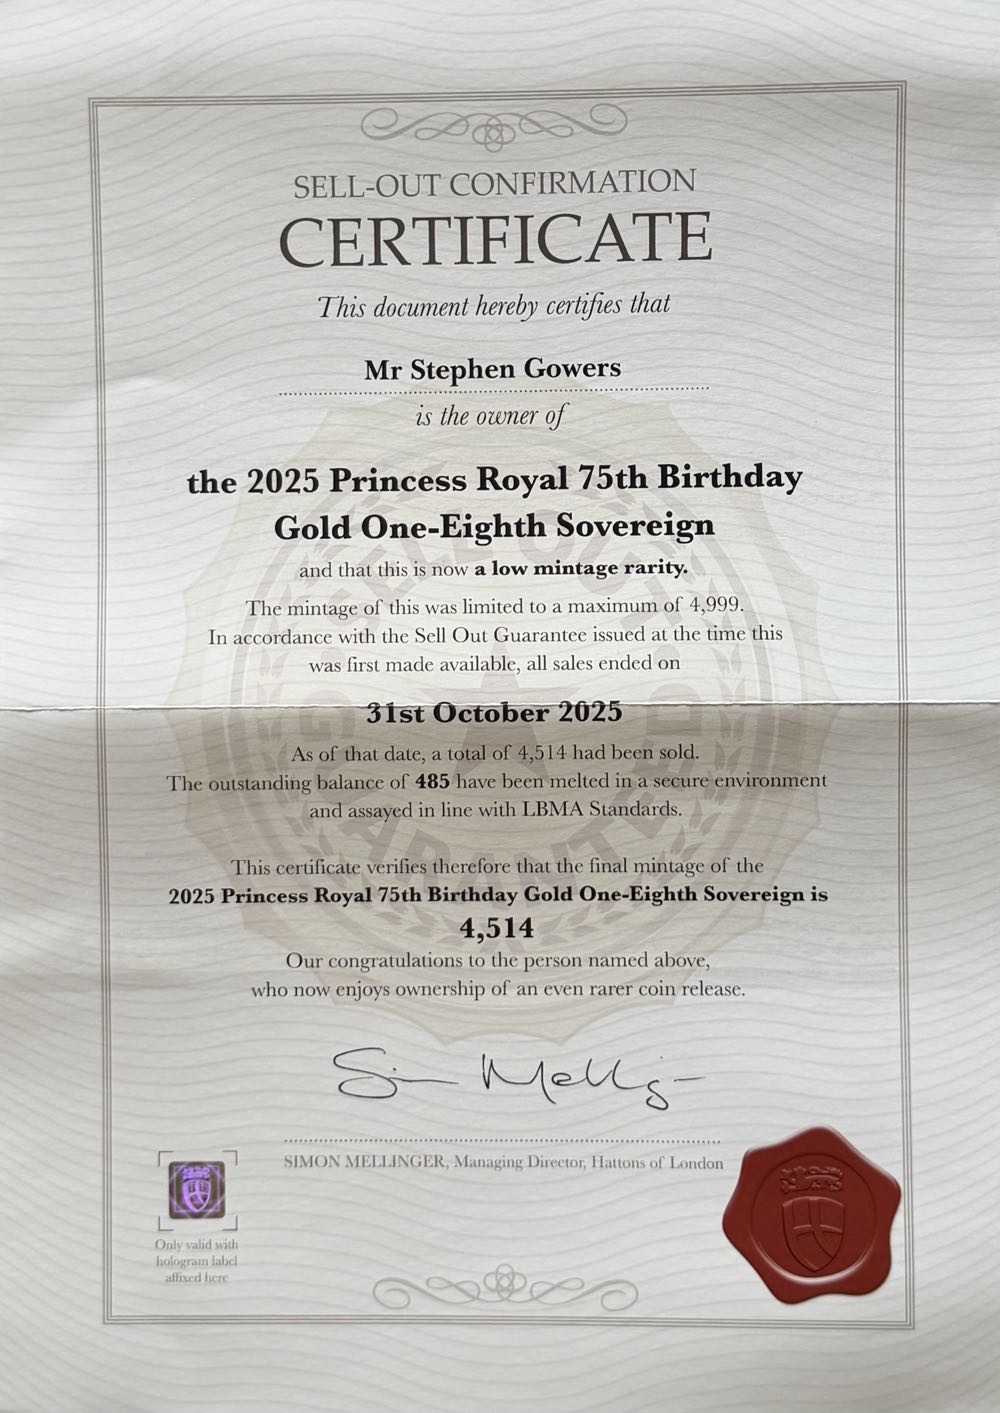 SELL-OUT CONFIRMATION
CERTIFICATE
This document hereby certifies that
Mr Stephen Gowers
is the owner of
the 2025 Princess Royal 75th Birthday
Gold One-Eighth Sovereign
and that this is now a low mintage rarity.
The mintage of this was limited to a maximum of 4,999.
In accordance with the Sell Out Guarantee issued at the time this
was first made available, all sales ended on
31st October 2025
As of that date, a total of 4,514 had been sold.
The outstanding balance of 485 have been melted in a secure environment
and assayed in line with LBMA Standards.
This certificate verifies therefore that the final mintage of the
2025 Princess Royal 75th Birthday Gold One-Eighth Sovereign is
4,514
Our congratulations to the person named above,
who now enjoys ownership of an even rarer coin release.
SIMON MELLINGER, Managing Director, Hattons of London
Only valid with
hologram label
affixed here